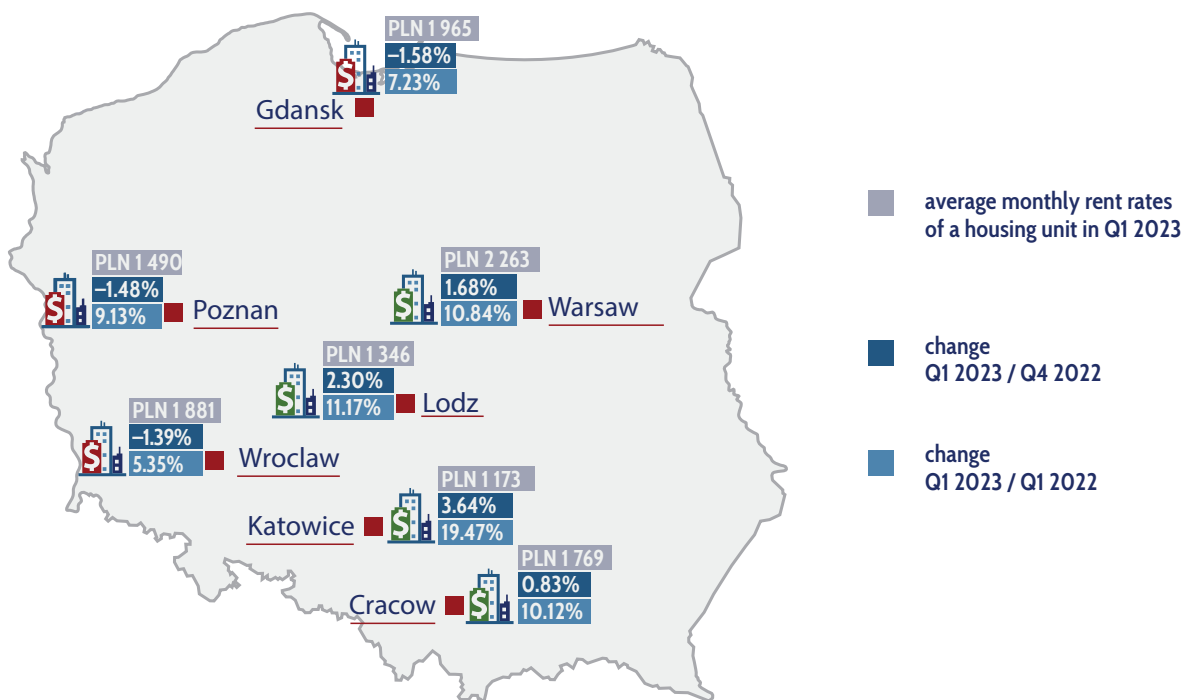 PLN 1 965
–1.58%
7.23%
Gdansk
PLN 1 490
–1.48%
9.13%
Poznan
PLN 2 263
1.68%
10.84%
Warsaw
PLN 1 346
2.30%
11.17%
Lodz
PLN 1 881
–1.39%
5.35%
Wroclaw
PLN 1 173
3.64%
19.47%
Katowice
PLN 1 769
0.83%
10.12%
Cracow
average monthly rent rates
of a housing unit in Q1 2023
change
Q1 2023 / Q4 2022
change
Q1 2023 / Q1 2022